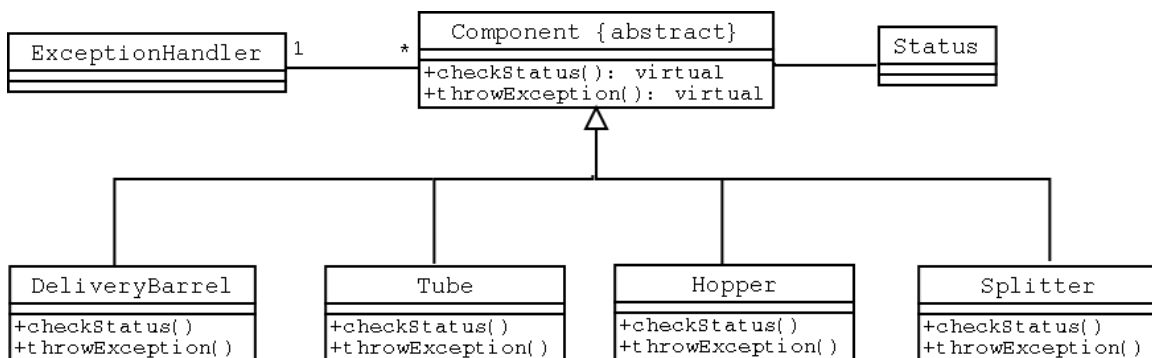 Component {abstract}
ExceptionHandler
1
*
Status
+checkStatus(): virtual
+throwException(): virtual
DeliveryBarrel
Tube
Hopper
Splitter
+checkStatus()
+checkStatus()
+checkStatus()
+checkStatus()
+throwException()
+throwException()
+throwException()
+throwException()